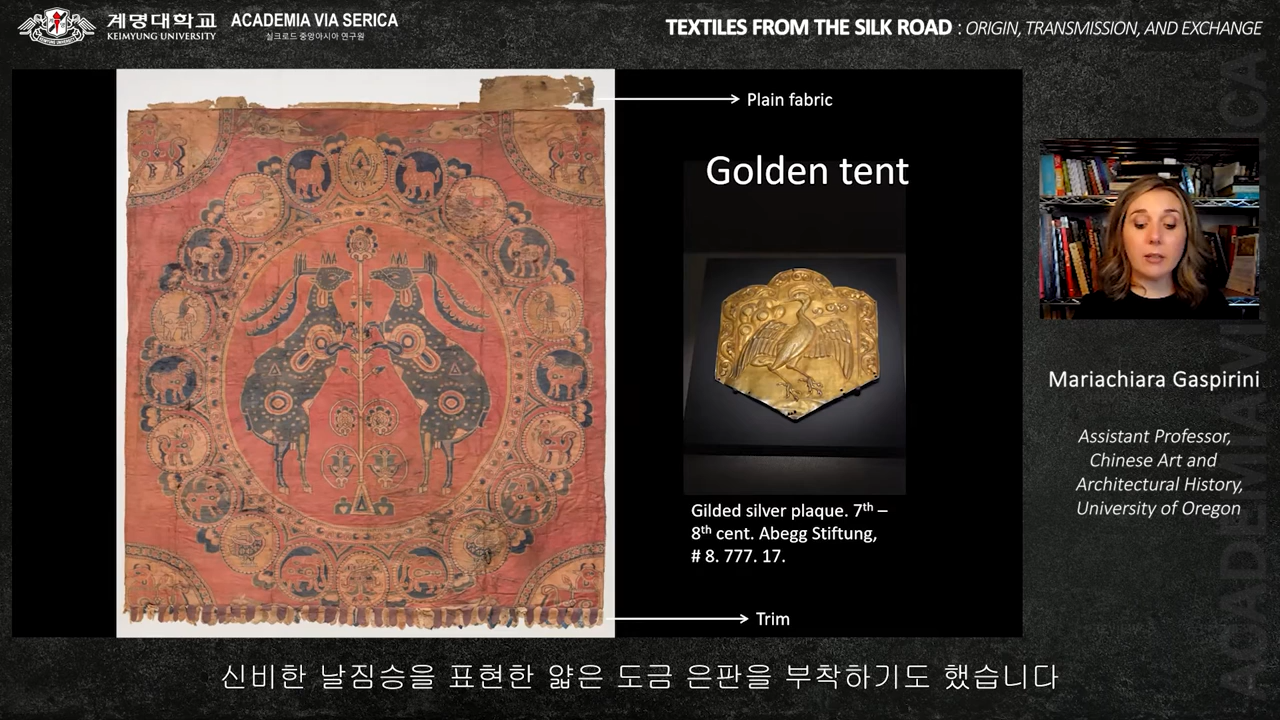 계명대학교
KEIMYUNG UNIVERSITY
ACADEMIA VIA SERICA
실크로드 중앙아시아 연구원
TEXTILES FROM THE SILK ROAD : ORIGIN, TRANSMISSION, AND EXCHANGE
Plain fabric
Golden tent
Gilded silver plaque. 7th –
8th cent. Abegg Stiftung,
# 8. 777. 17.
Trim
Mariachiara Gaspirini
Assistant Professor,
Chinese Art and
Architectural History,
University of Oregon
ACADEMIA VIA SERICA
신비한 날짐승을 표현한 얇은 도금 은판을 부착하기도 했습니다